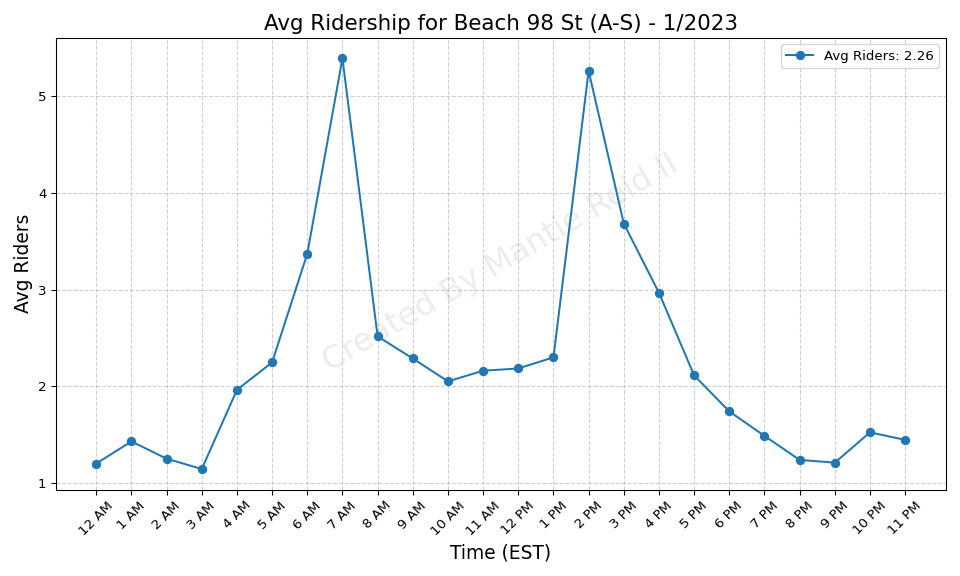 Avg Ridership for Beach 98 St (A-S) - 1/2023
Avg Riders: 2.26
Avg Riders
5
4
3
2
1
Created By Mantie Reid II
12 AM
1 AM
2 AM
3 AM
4 AM
5 AM
6 AM
7 AM
8 AM
9 AM
10 AM
11 AM
12 PM
1 PM
2 PM
3 PM
4 PM
5 PM
6 PM
7 PM
8 PM
9 PM
10 PM
11 PM
Time (EST)